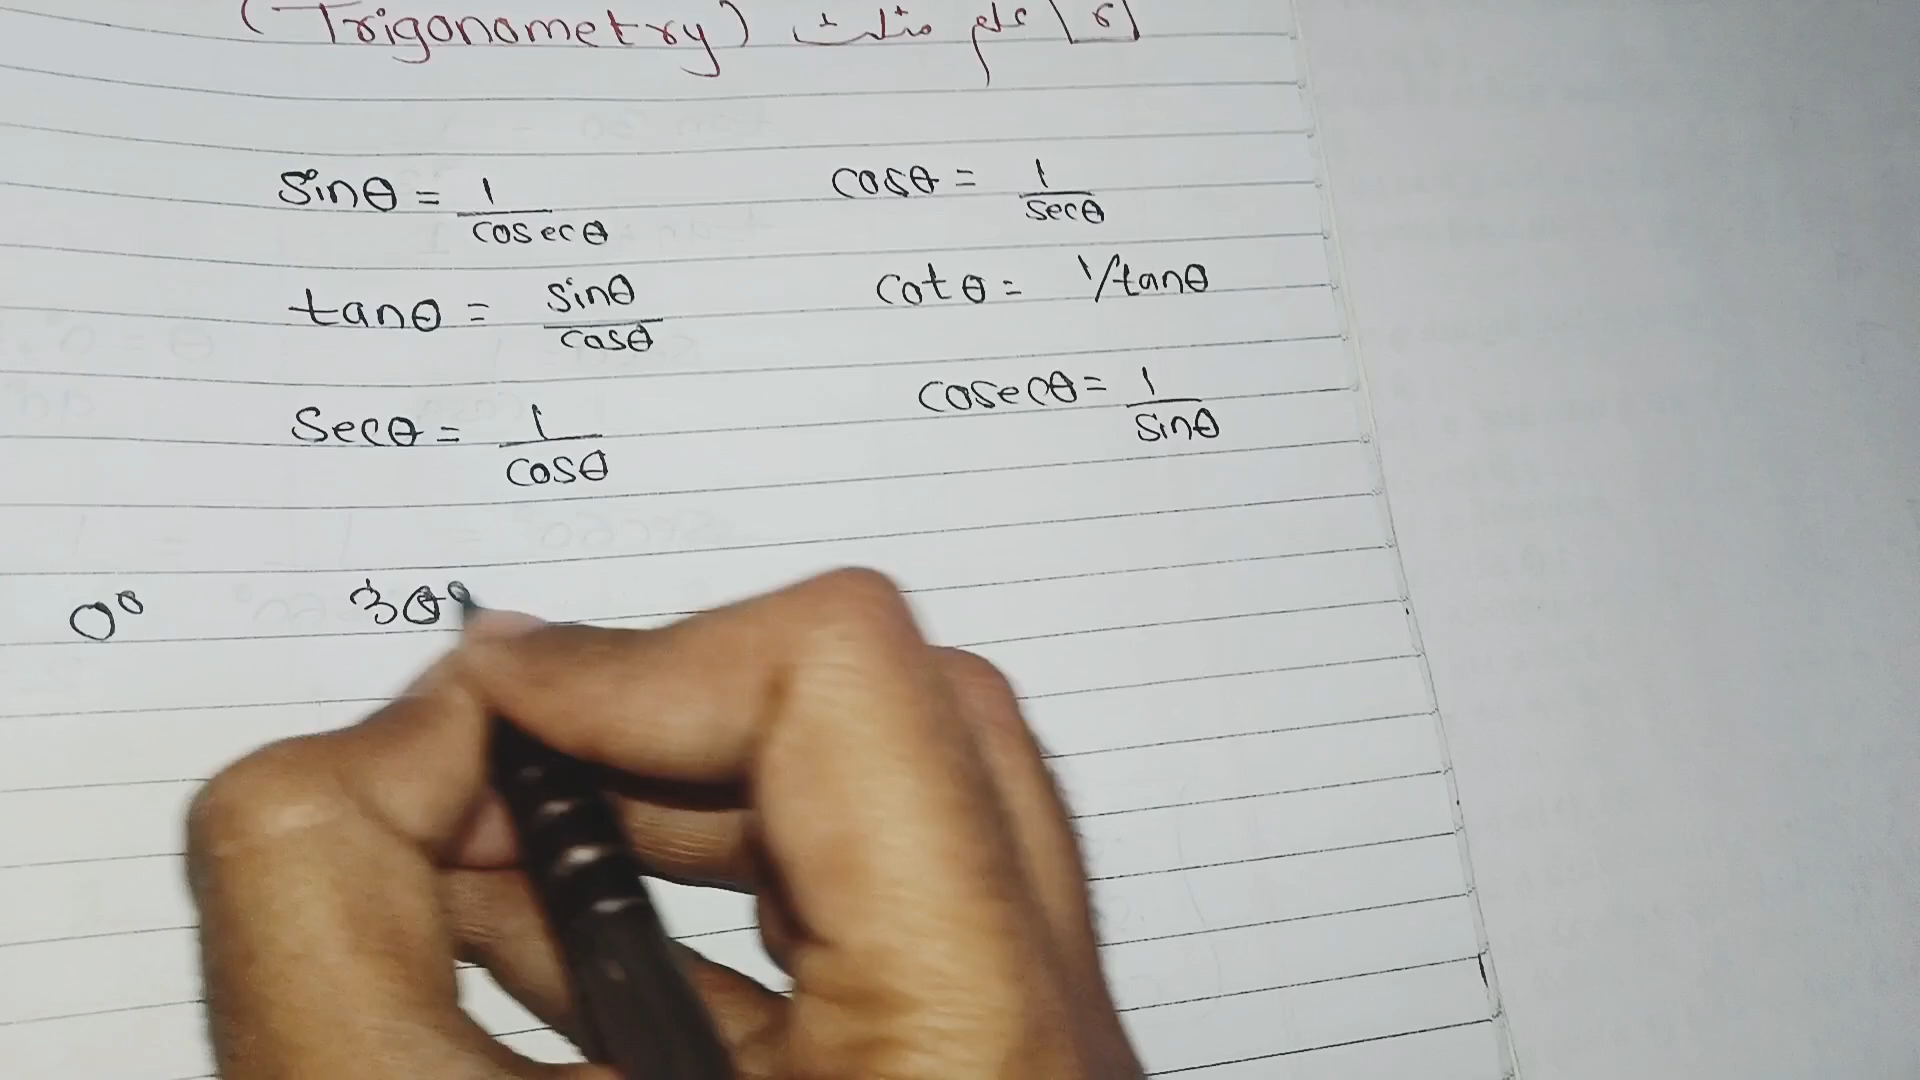 (Trigonometry) علم مثلث
sinθ = 1/cosecθ cosθ = 1/secθ
tanθ = sinθ/cosθ cotθ = 1/tanθ
secθ = 1/cosθ cosecθ = 1/sinθ
0° 30°